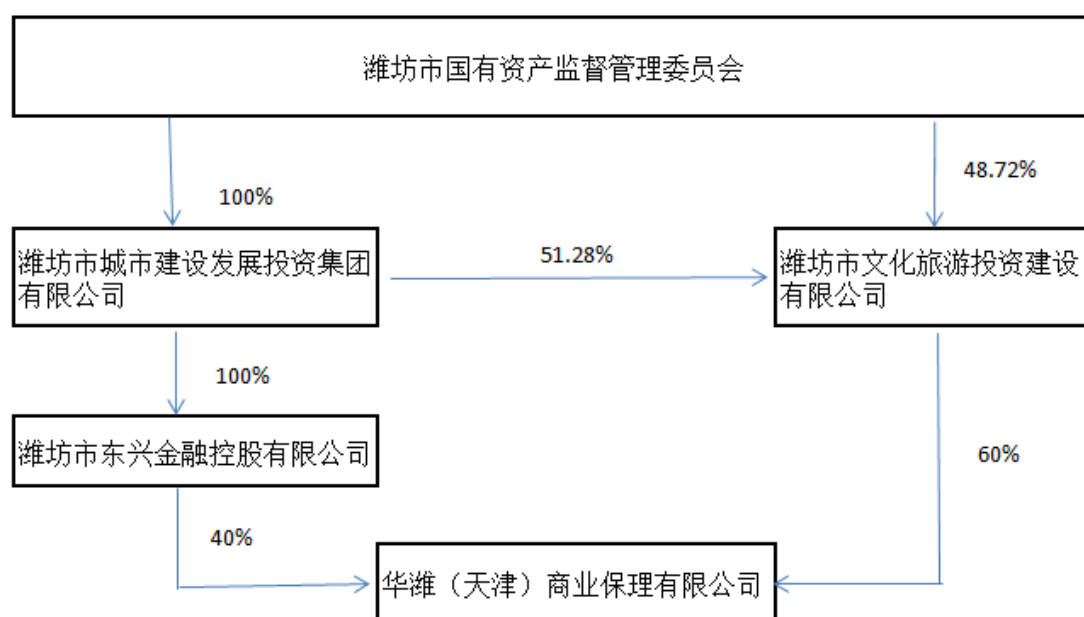 潍坊市国有资产监督管理委员会
48.72%
100%
潍坊市城市建设发展投资集团
有限公司
51.28%
潍坊市文化旅游投资建设
有限公司
100%
潍坊市东兴金融控股有限公司
60%
40%
华潍（天津）商业保理有限公司